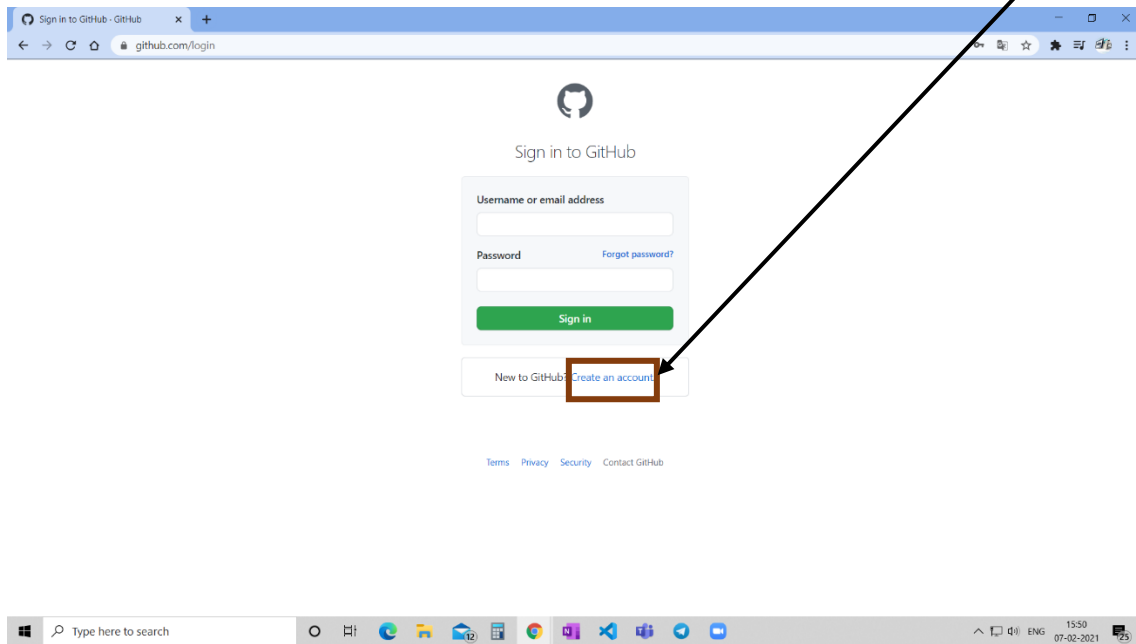 Sign in to GitHub · GitHub
github.com/login
Sign in to GitHub
Username or email address
Password Forgot password?
Sign in
New to GitHub? Create an account
Terms Privacy Security Contact GitHub
Type here to search
12
ENG
15:50
07-02-2021
25